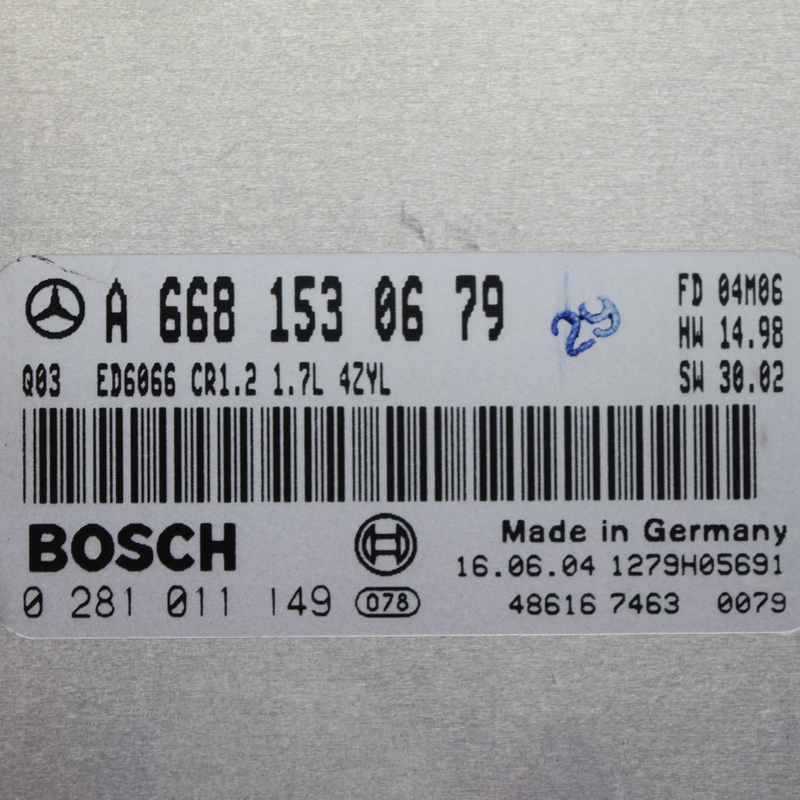 A 668 153 06 79
29
FD 04M06
HW 14.98
SW 30.02
Q03 ED6066 CR1.2 1.7L 4ZYL
BOSCH
Made in Germany
16.06.04 1279H05691
0 281 011 149 078
48616 7463 0079